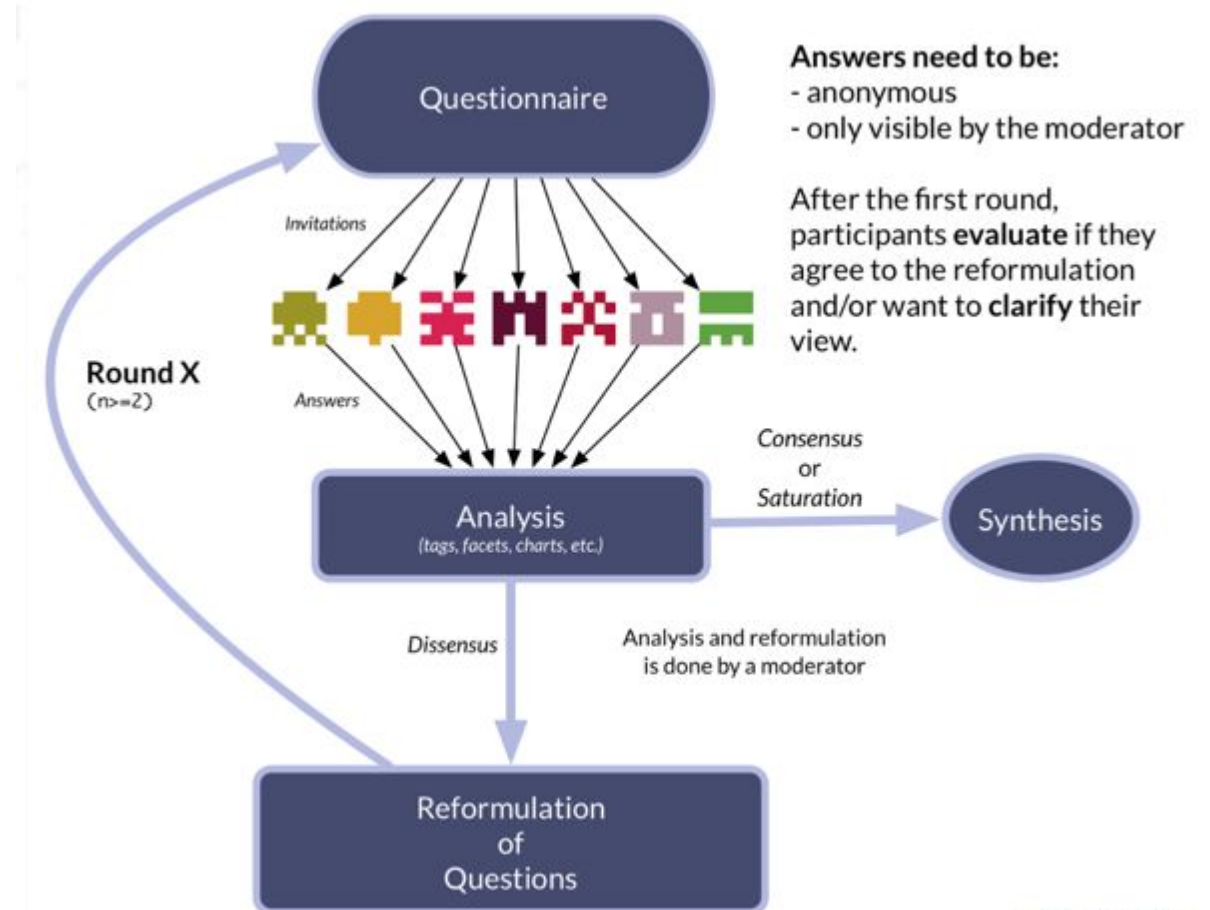 Questionnaire
Answers need to be:
- anonymous
- only visible by the moderator
After the first round,
participants evaluate if they
agree to the reformulation
and/or want to clarify their
view.
Invitations
Round X
(n>=2)
Answers
Consensus
or
Saturation
Analysis
(tags, facets, charts, etc.)
Synthesis
Dissensus
Analysis and reformulation
is done by a moderator
Reformulation
of
Questions